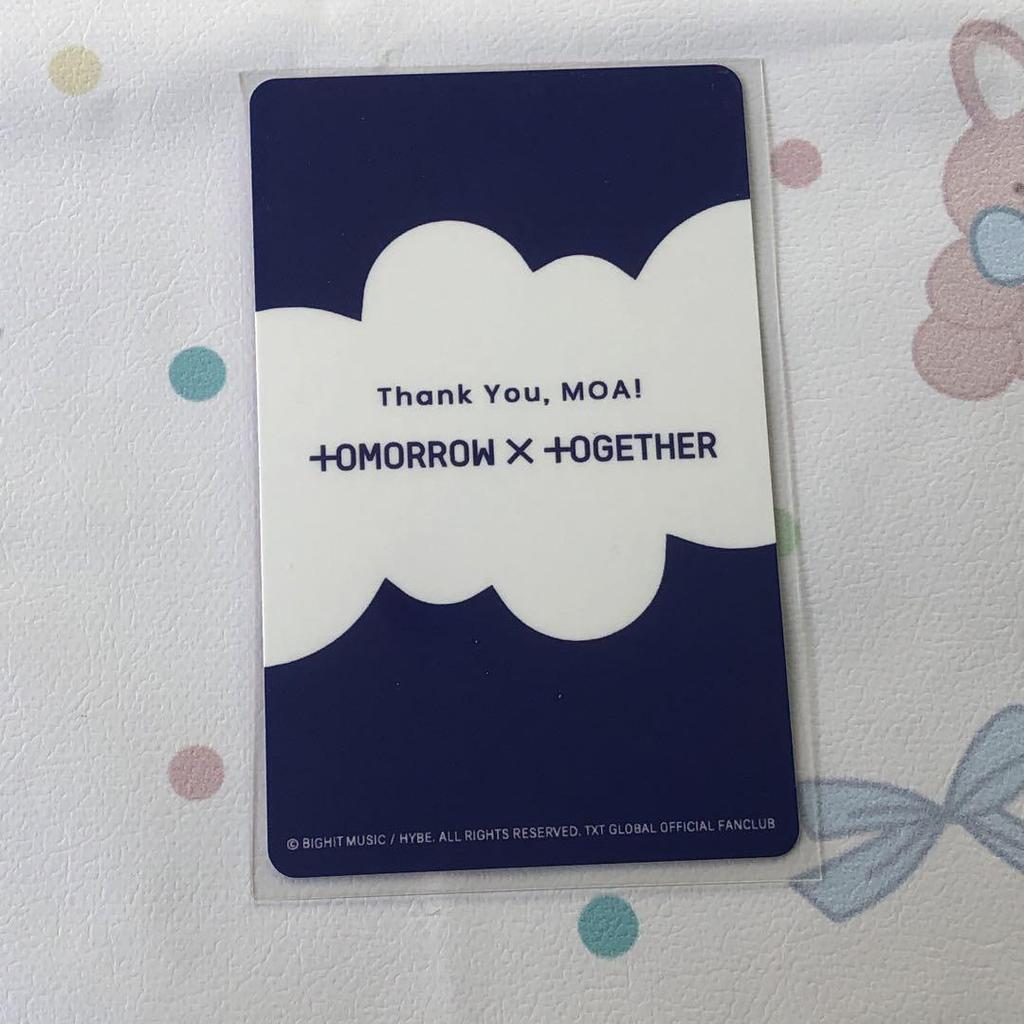 Thank You, MOA!
TOMORROW X TOGETHER
© BIGHIT MUSIC / HYBE. ALL RIGHTS RESERVED. TXT GLOBAL OFFICIAL FANCLUB